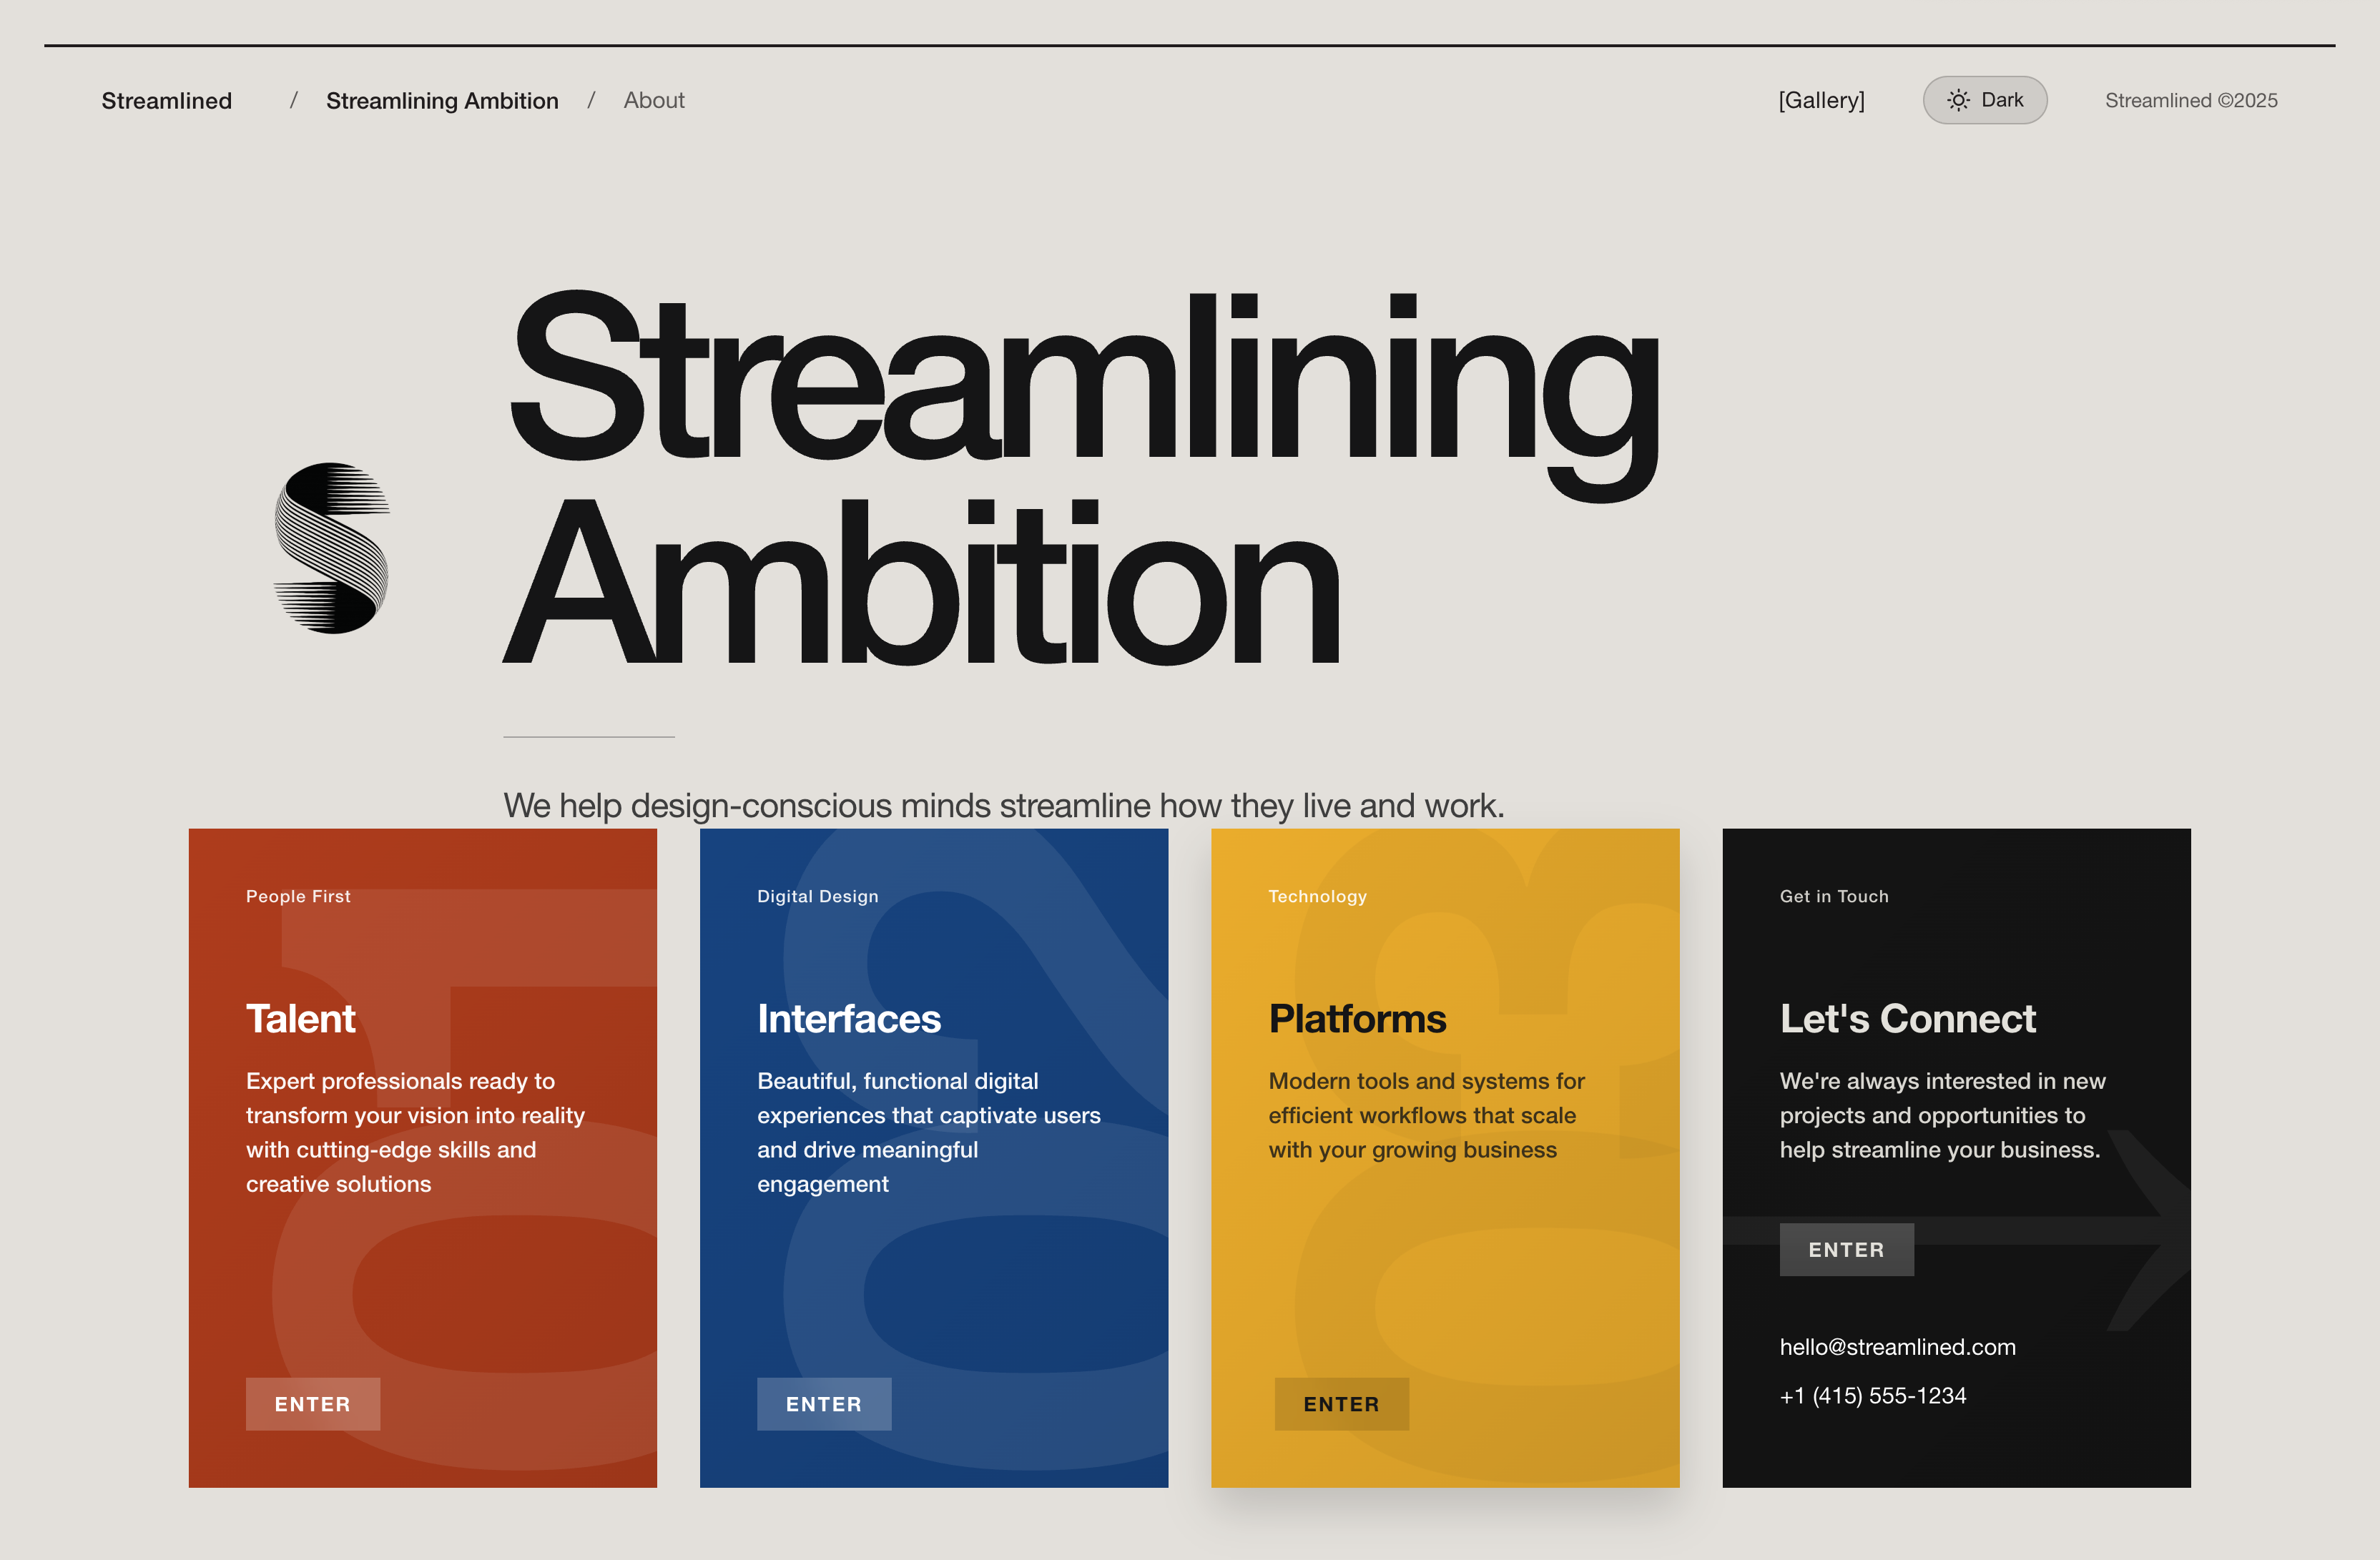 Streamlined / Streamlining Ambition / About
[Gallery] Dark Streamlined ©2025
Streamlining
Ambition
We help design-conscious minds streamline how they live and work.
People First
01
Talent
Expert professionals ready to
transform your vision into reality
with cutting-edge skills and
creative solutions
ENTER
Digital Design
02
Interfaces
Beautiful, functional digital
experiences that captivate users
and drive meaningful
engagement
ENTER
Technology
03
Platforms
Modern tools and systems for
efficient workflows that scale
with your growing business
ENTER
Get in Touch
→
Let's Connect
We're always interested in new
projects and opportunities to
help streamline your business.
ENTER
hello@streamlined.com
+1 (415) 555-1234